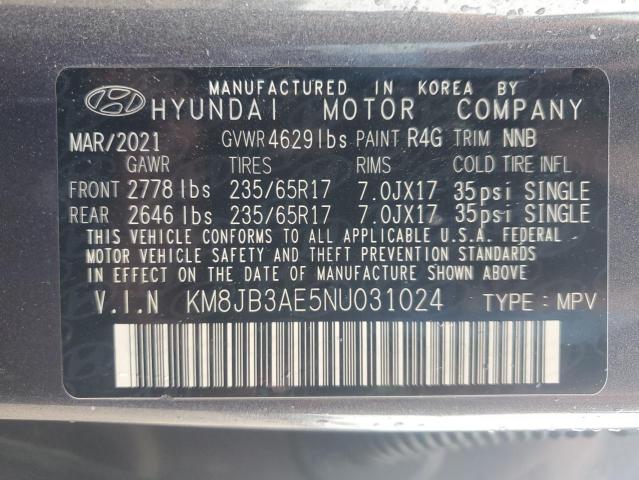 MANUFACTURED IN KOREA BY
HYUNDAI MOTOR COMPANY
MAR/2021 GVWR 4629 lbs PAINT R4G TRIM NNB
GAWR TIRES RIMS COLD TIRE INFL.
FRONT 2778 lbs 235/65R17 7.0JX17 35psi SINGLE
REAR 2646 lbs 235/65R17 7.0JX17 35psi SINGLE
THIS VEHICLE CONFORMS TO ALL APPLICABLE U.S.A. FEDERAL
MOTOR VEHICLE SAFETY AND THEFT PREVENTION STANDARDS
IN EFFECT ON THE DATE OF MANUFACTURE SHOWN ABOVE
V.I.N KM8JB3AE5NU031024 TYPE : MPV